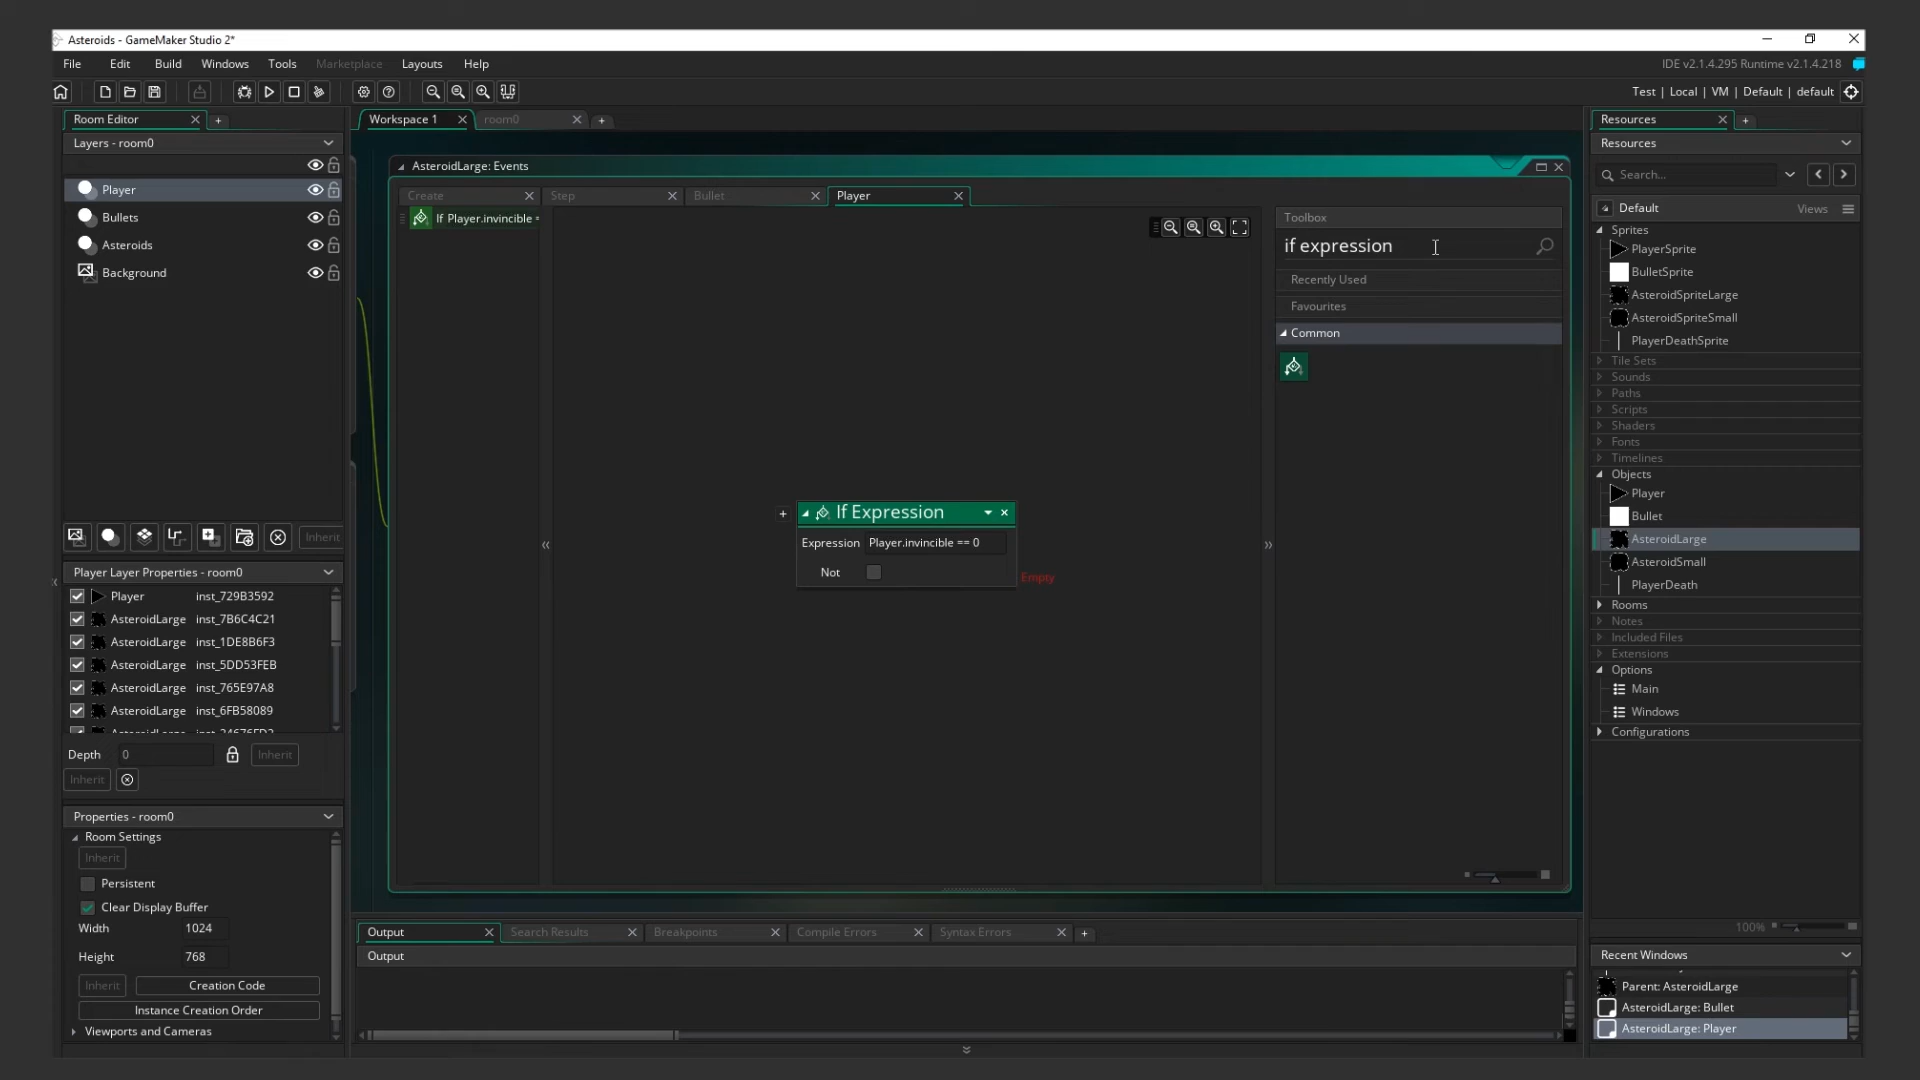 Asteroids - GameMaker Studio 2*
File Edit Build Windows Tools Marketplace Layouts Help
IDE v2.1.4.295 Runtime v2.1.4.218
Test | Local | VM | Default | default
Room Editor
Layers - room0
Player
Bullets
Asteroids
Background
Inherit
Player Layer Properties - room0
Player inst_729B3592
AsteroidLarge inst_7B6C4C21
AsteroidLarge inst_1DE8B6F3
AsteroidLarge inst_5DD53FEB
AsteroidLarge inst_765E97A8
AsteroidLarge inst_6FB58089
Depth 0 Inherit
Inherit
Properties - room0
Room Settings
Inherit
Persistent
Clear Display Buffer
Width 1024
Height 768
Inherit Creation Code
Instance Creation Order
Viewports and Cameras
Workspace 1 room0
AsteroidLarge: Events
Create Step Bullet Player
If Player.invincible =
If Expression
Expression Player.invincible == 0
Not
Empty
Toolbox
if expression
Recently Used
Favourites
Common
Output Search Results Breakpoints Compile Errors Syntax Errors
Output
Resources
Resources
Search...
Default Views
Sprites
PlayerSprite
BulletSprite
AsteroidSpriteLarge
AsteroidSpriteSmall
PlayerDeathSprite
Tile Sets
Sounds
Paths
Scripts
Shaders
Fonts
Timelines
Objects
Player
Bullet
AsteroidLarge
AsteroidSmall
PlayerDeath
Rooms
Notes
Included Files
Extensions
Options
Main
Windows
Configurations
100%
Recent Windows
Parent: AsteroidLarge
AsteroidLarge: Bullet
AsteroidLarge: Player